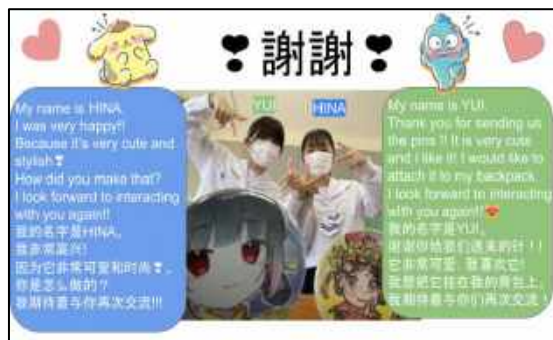 ❣謝謝❣
My name is HINA
I was very happy!!
Because it's very cute and
stylish❣
How did you make that?
I look forward to interacting
with you again!!
我的名字是HINA。
我非常高兴!
因为它非常可爱和时尚❣。
你是怎么做的?
我期待着与你再次交流!!!
YUI
HINA
My name is YUI.
Thank you for sending us
the pins !! It is very cute
and i like it! I would like to
attach it to my backpack.
I look forward to interacting
with you again!!
我的名字是YUI。
谢谢你给我们送来的针!!
它非常可爱, 我喜欢它!
我想把它挂在我的背包上。
我期待着与你们再次交流!